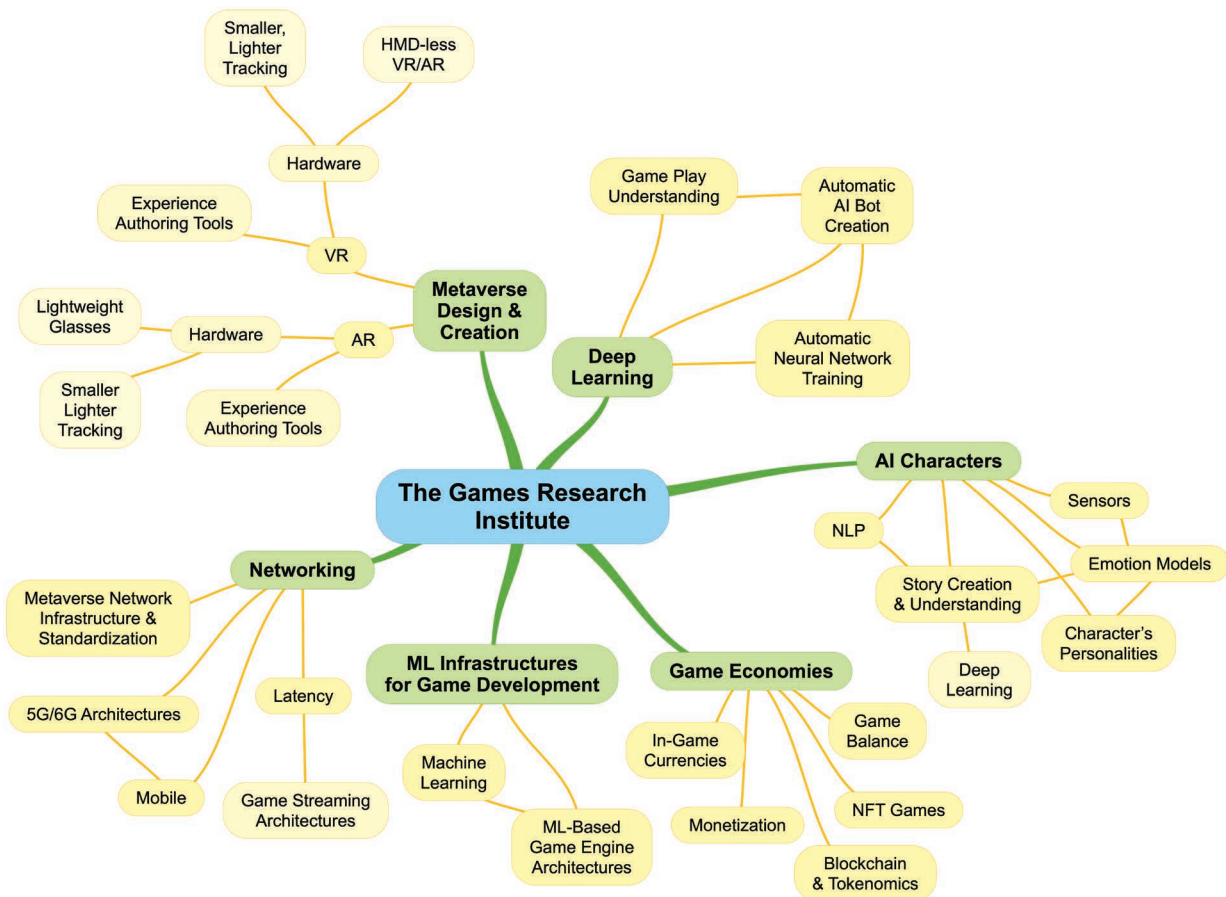 Smaller,
Lighter
Tracking
HMD-less
VR/AR
Hardware
Experience
Authoring Tools
VR
Metaverse
Design &
Creation
Lightweight
Glasses
Hardware
AR
Smaller
Lighter
Tracking
Experience
Authoring Tools
Game Play
Understanding
Automatic
AI Bot
Creation
Deep
Learning
Automatic
Neural Network
Training
The Games Research
Institute
AI Characters
Sensors
NLP
Emotion Models
Story Creation
& Understanding
Character’s
Personalities
Deep
Learning
Networking
Metaverse Network
Infrastructure &
Standardization
5G/6G Architectures
Latency
Mobile
Game Streaming
Architectures
ML Infrastructures
for Game Development
Machine
Learning
ML-Based
Game Engine
Architectures
Game Economies
In-Game
Currencies
Game
Balance
Monetization
NFT Games
Blockchain
& Tokenomics